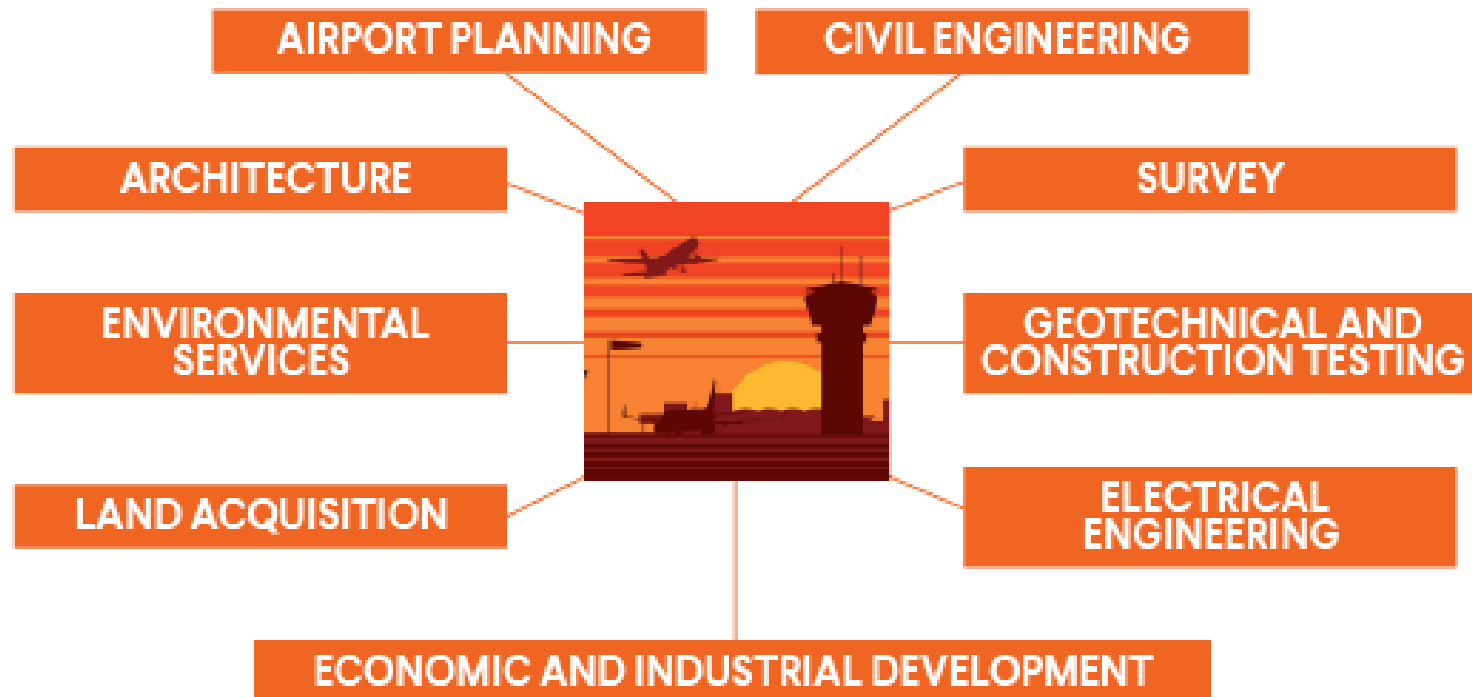 AIRPORT PLANNING
CIVIL ENGINEERING
ARCHITECTURE
SURVEY
ENVIRONMENTAL
SERVICES
GEOTECHNICAL AND
CONSTRUCTION TESTING
LAND ACQUISITION
ELECTRICAL
ENGINEERING
ECONOMIC AND INDUSTRIAL DEVELOPMENT